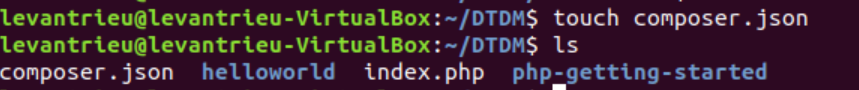 levantrieu@levantrieu-VirtualBox:~/DTDM$ touch composer.json
levantrieu@levantrieu-VirtualBox:~/DTDM$ ls
composer.json  helloworld  index.php  php-getting-started